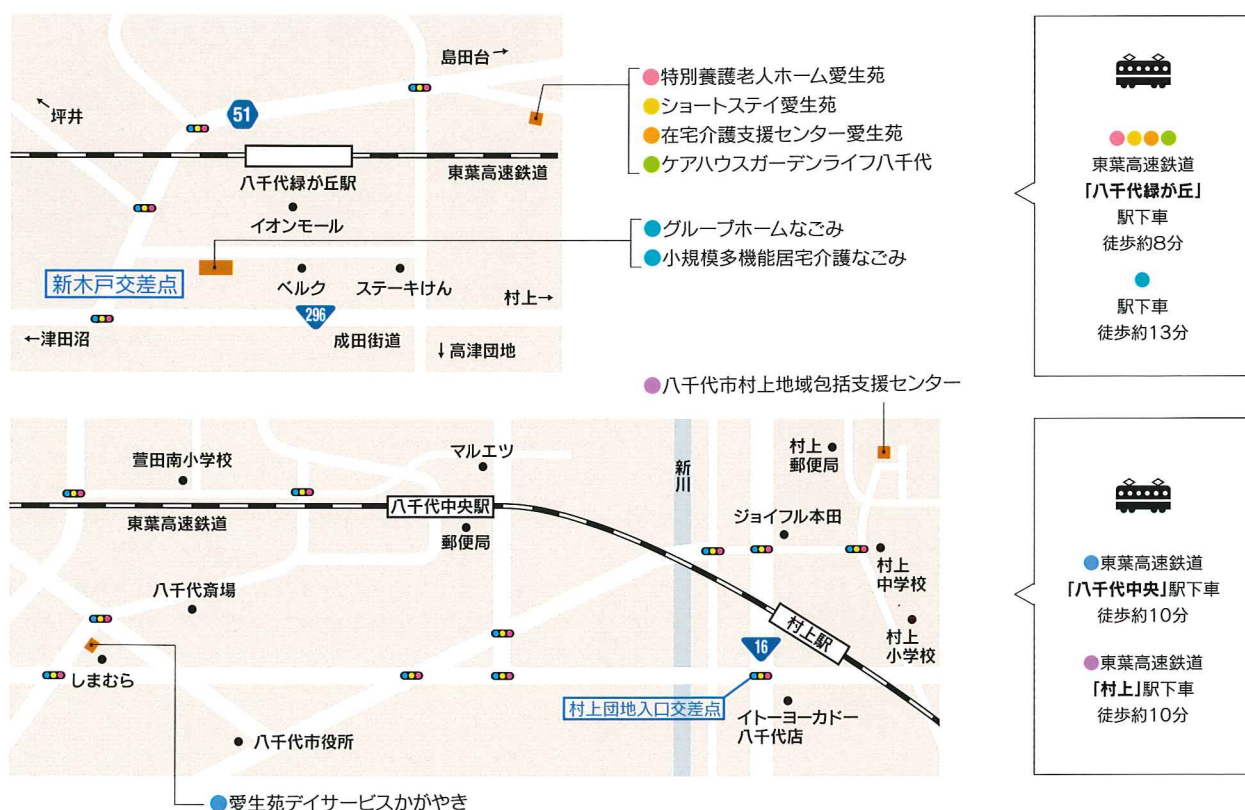 島田台→
坪井
51
八千代緑が丘駅
東葉高速鉄道
イオンモール
新木戸交差点
ベルク
ステーキけん
村上→
296
←津田沼
成田街道
↓高津団地
特別養護老人ホーム愛生苑
ショートステイ愛生苑
在宅介護支援センター愛生苑
ケアハウスガーデンライフ八千代
グループホームなごみ
小規模多機能居宅介護なごみ
東葉高速鉄道
「八千代緑が丘」
駅下車
徒歩約8分
駅下車
徒歩約13分
八千代市村上地域包括支援センター
萱田南小学校
マルエツ
新川
村上
郵便局
八千代中央駅
東葉高速鉄道
郵便局
ジョイフル本田
村上
中学校
八千代斎場
村上駅
村上
小学校
16
しまむら
村上団地入口交差点
イトーヨーカドー
八千代店
八千代市役所
愛生苑デイサービスかがやき
東葉高速鉄道
「八千代中央」駅下車
徒歩約10分
東葉高速鉄道
「村上」駅下車
徒歩約10分